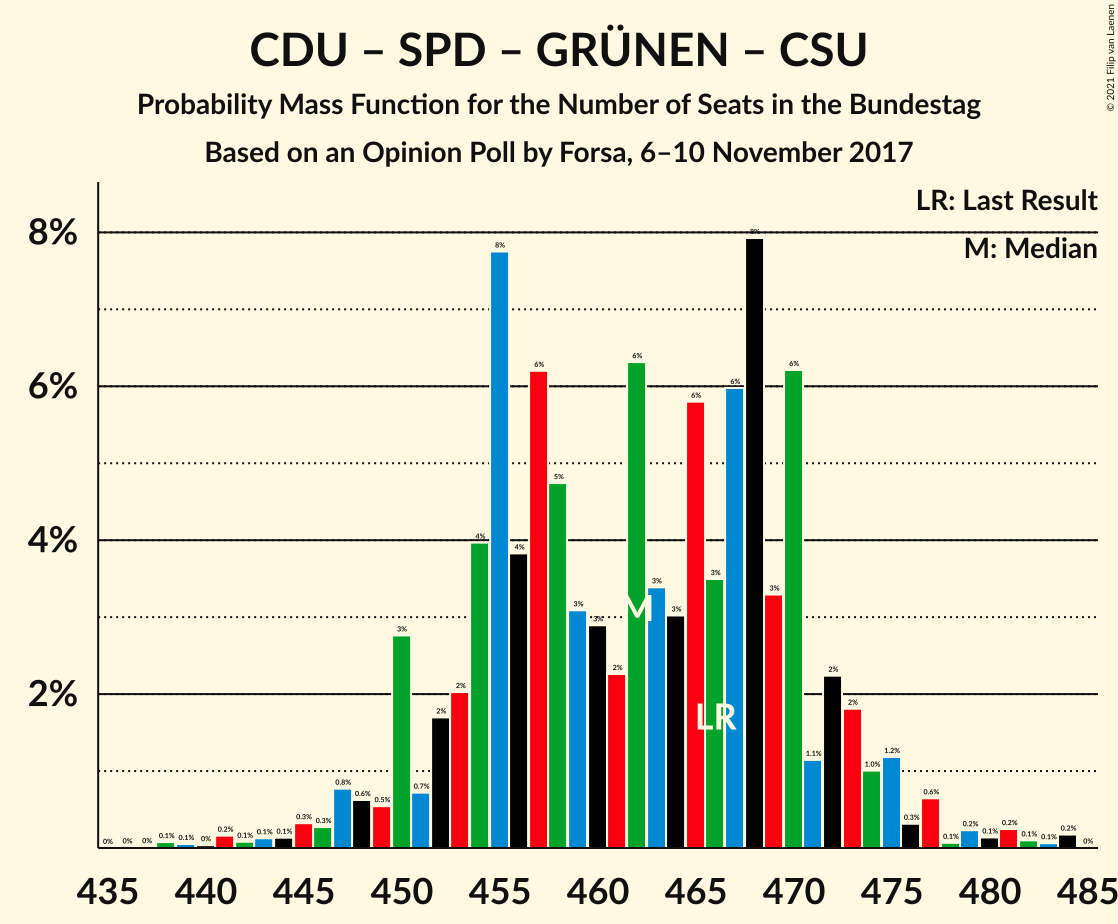 CDU – SPD – GRÜNEN – CSU
Probability Mass Function for the Number of Seats in the Bundestag
Based on an Opinion Poll by Forsa, 6–10 November 2017
© 2021 Filip van Laenen
LR: Last Result
M: Median
8%
6%
4%
2%
0% 0% 0% 0.1% 0.1% 0% 0.2% 0.1% 0.1% 0.1% 0.3% 0.3% 0.8% 0.6% 0.5% 3% 0.7% 2% 2% 4% 8% 4% 6% 5% 3% 3% 2% 6% 3% 3% 6% 3% 6% 8% 3% 6% 1.1% 2% 2% 1.0% 1.2% 0.3% 0.6% 0.1% 0.2% 0.1% 0.2% 0.1% 0.1% 0.2% 0%
M
LR
435 440 445 450 455 460 465 470 475 480 485